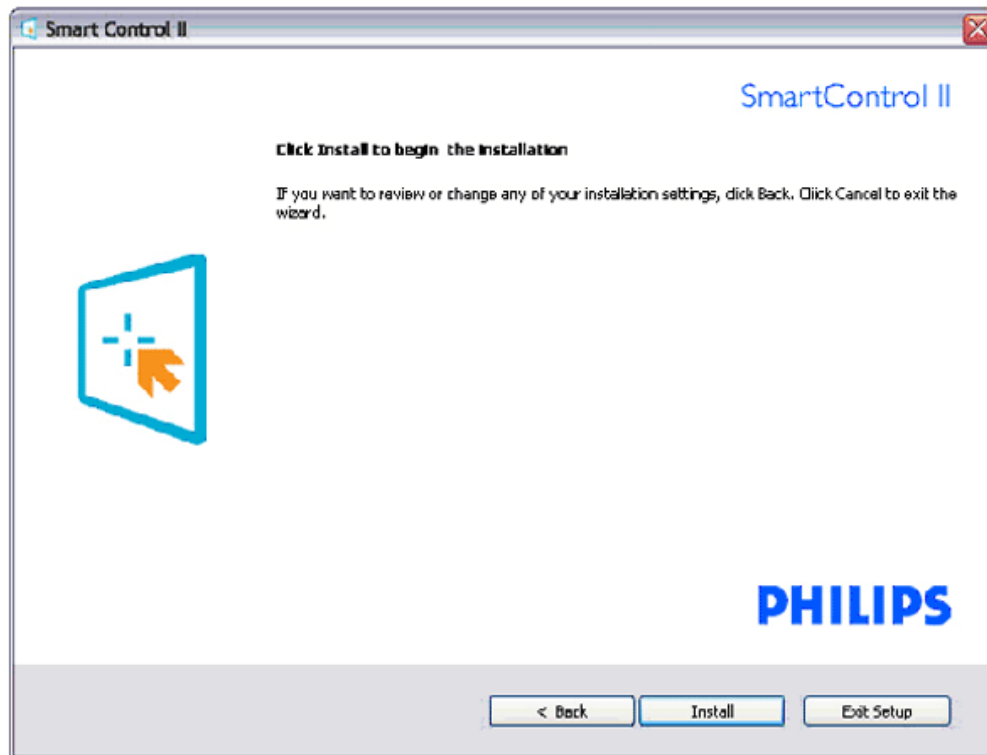 Smart Control II
SmartControl II
Click Install to begin the installation
If you want to review or change any of your installation settings, click Back. Click Cancel to exit the
wizard.
PHILIPS
< Back
Install
Exit Setup